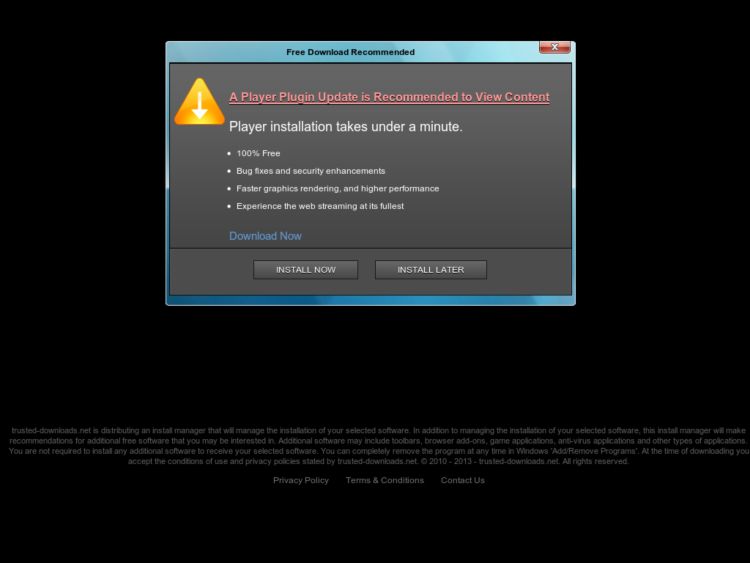 Free Download Recommended
A Player Plugin Update is Recommended to View Content
Player installation takes under a minute.
• 100% Free
• Bug fixes and security enhancements
• Faster graphics rendering, and higher performance
• Experience the web streaming at its fullest
Download Now
INSTALL NOW INSTALL LATER
trusted-downloads.net is distributing an install manager that will manage the installation of your selected software. In addition to managing the installation of your selected software, this install manager will make
recommendations for additional free software that you may be interested in. Additional software may include toolbars, browser add-ons, game applications, anti-virus applications and other types of applications.
You are not required to install any additional software to receive your selected software. You can completely remove the program at any time in Windows 'Add/Remove Programs'. At the time of downloading you
accept the conditions of use and privacy policies stated by trusted-downloads.net. © 2010 - 2013 - trusted-downloads.net. All rights reserved.
Privacy Policy Terms & Conditions Contact Us